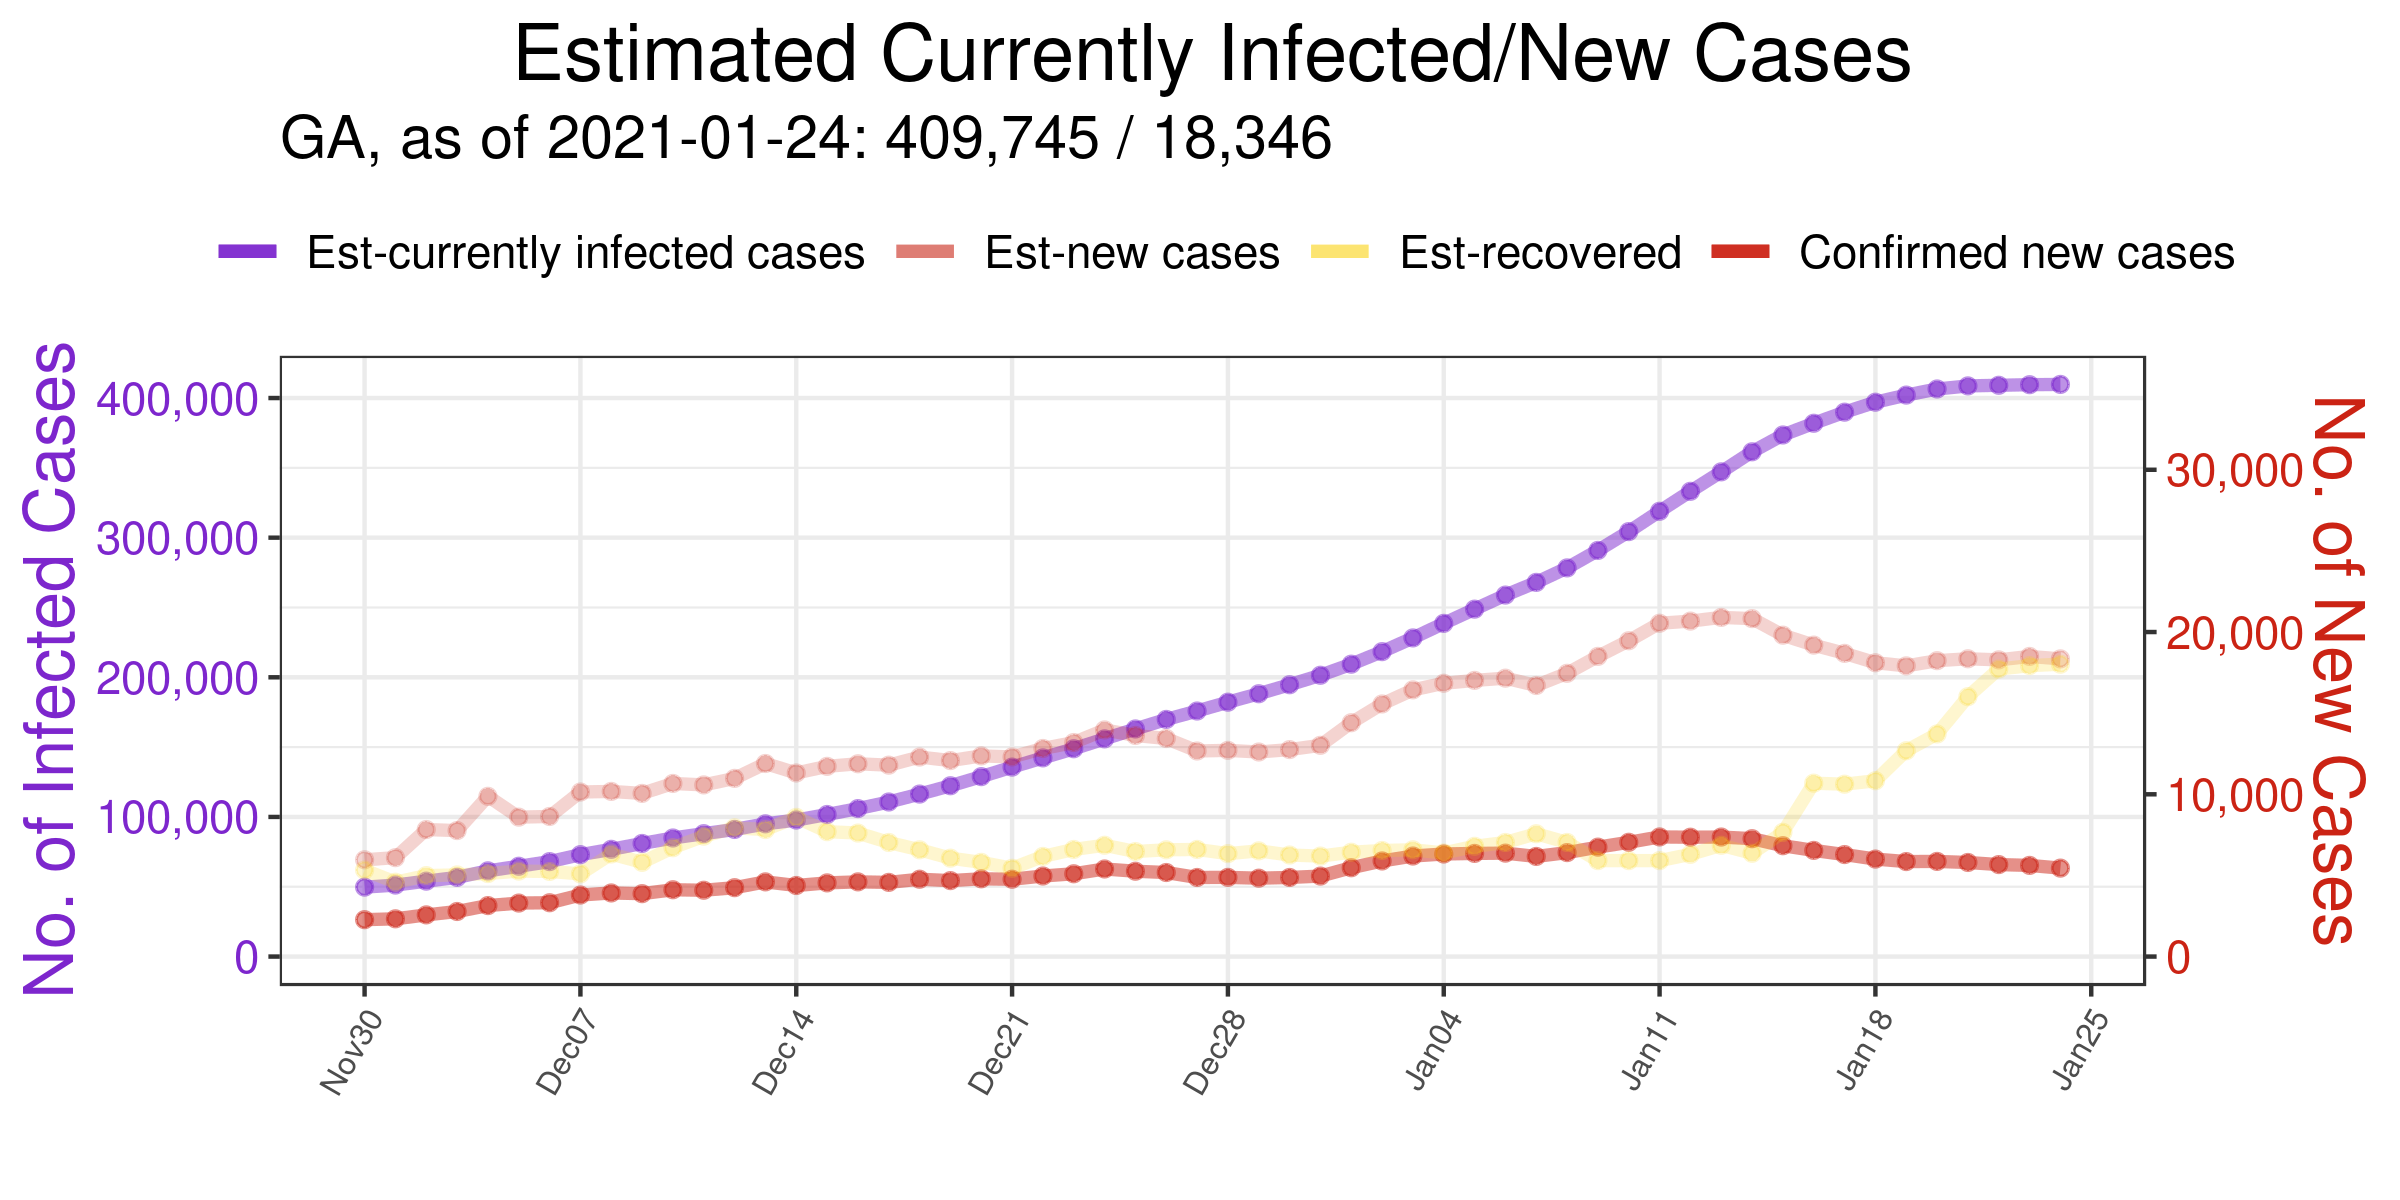 Estimated Currently Infected/New Cases
GA, as of 2021-01-24: 409,745 / 18,346
Est-currently infected cases Est-new cases Est-recovered Confirmed new cases
No. of Infected Cases
400,000
300,000
200,000
100,000
0
No. of New Cases
30,000
20,000
10,000
0
Nov30 Dec07 Dec14 Dec21 Dec28 Jan04 Jan11 Jan18 Jan25